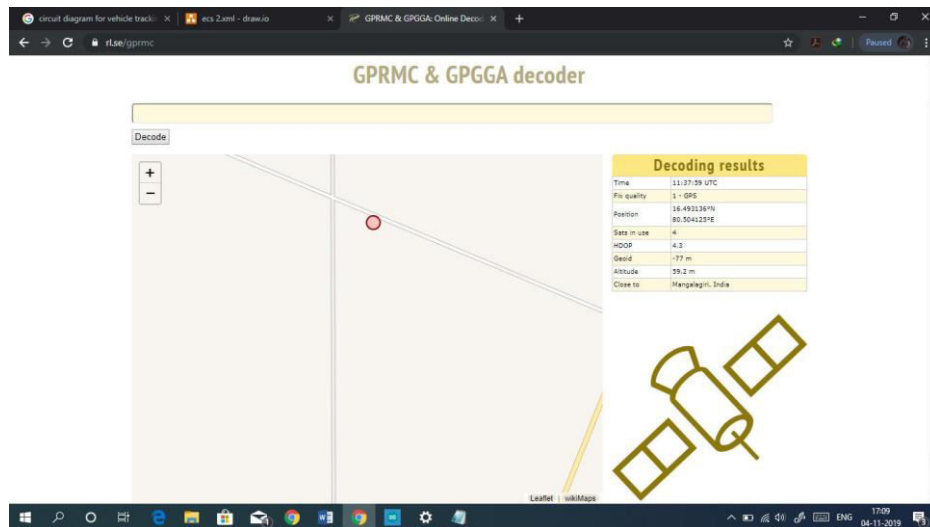 circuit diagram for vehicle trackin
ecs 2.xml - draw.io
GPRMC & GPGGA: Online Decod
rl.se/gprmc
Paused
GPRMC & GPGGA decoder
Decode
+
−
Decoding results
Time 11:37:39 UTC
Fix quality 1 - GPS
Position 16.493136°N
80.504125°E
Sats in use 4
HDOP 4.3
Geoid -77 m
Altitude 59.2 m
Close to Mangalagiri, India
Leaflet | wikiMaps
ENG
17:09
04-11-2019